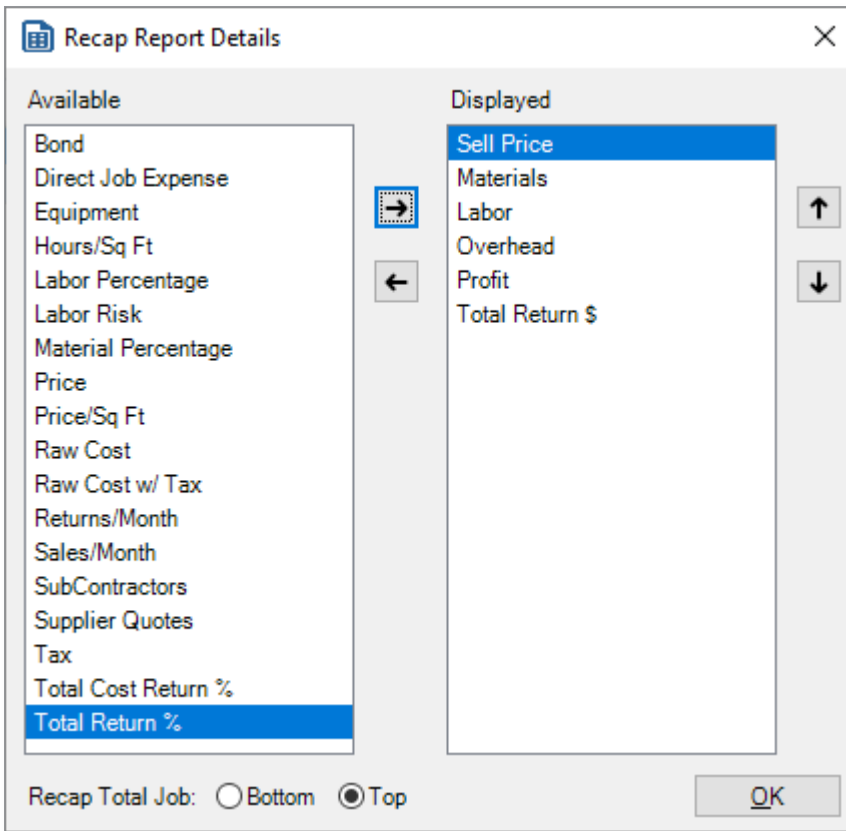 Recap Report Details
Available
Bond
Direct Job Expense
Equipment
Hours/Sq Ft
Labor Percentage
Labor Risk
Material Percentage
Price
Price/Sq Ft
Raw Cost
Raw Cost w/ Tax
Returns/Month
Sales/Month
SubContractors
Supplier Quotes
Tax
Total Cost Return %
Total Return %
Displayed
Sell Price
Materials
Labor
Overhead
Profit
Total Return $
Recap Total Job: Bottom Top
OK